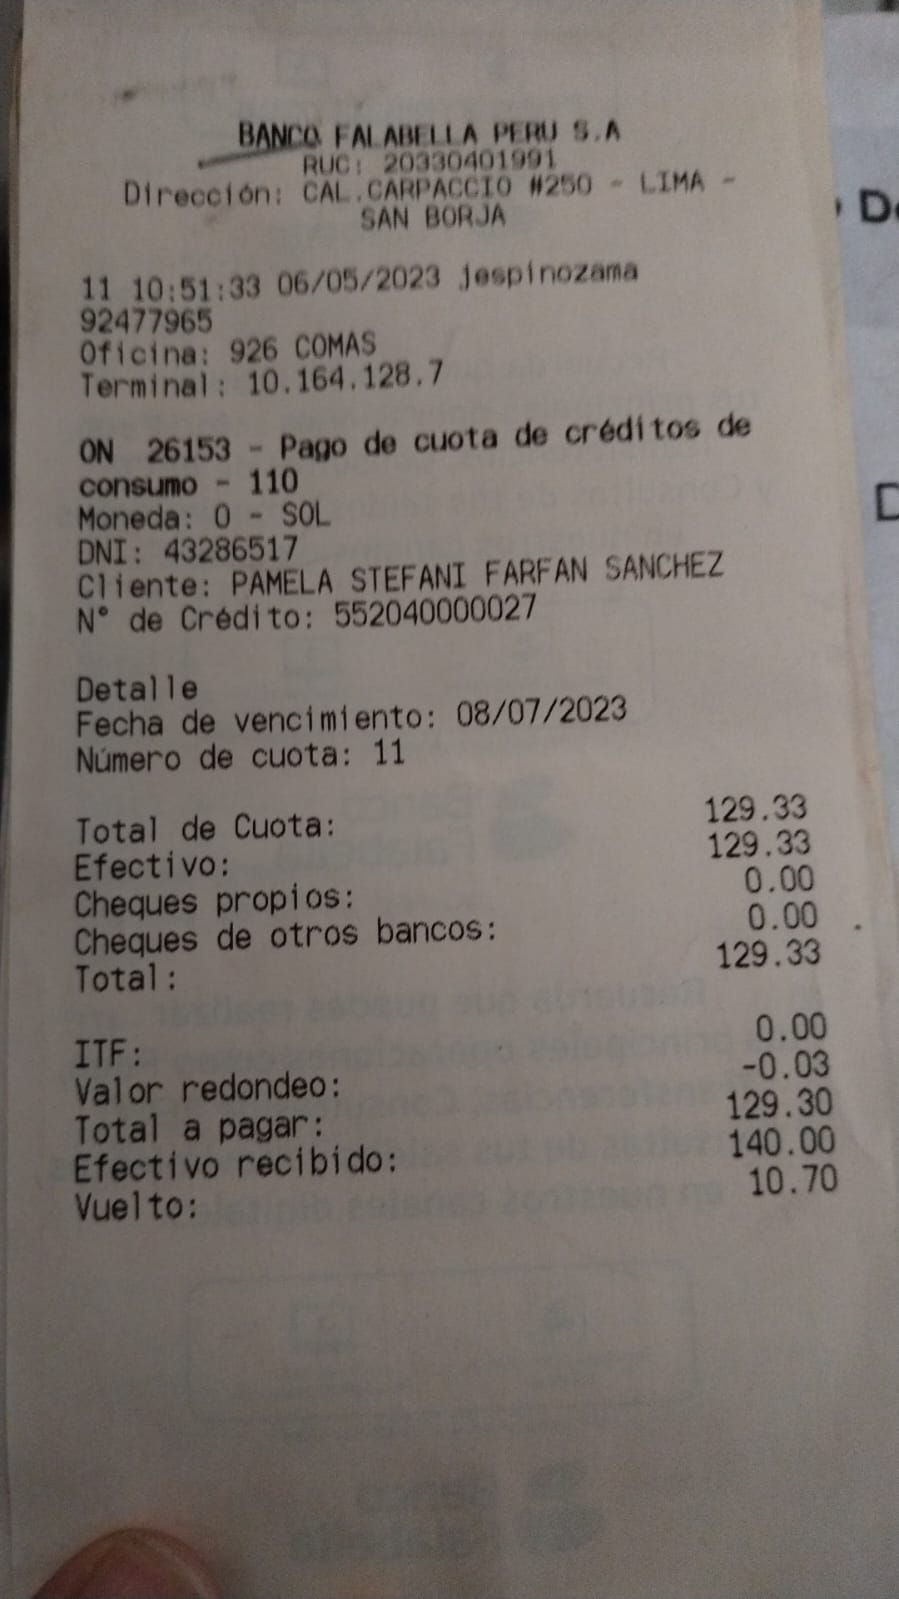 BANCO FALABELLA PERU S.A
RUC: 20330401991
Dirección: CAL.CARPACCIO #250 - LIMA -
SAN BORJA
11 10:51:33 06/05/2023 jespinozama
92477965
Oficina: 926 COMAS
Terminal: 10.164.128.7
ON 26153 - Pago de cuota de créditos de
consumo - 110
Moneda: 0 - SOL
DNI: 43286517
Cliente: PAMELA STEFANI FARFAN SANCHEZ
N° de Crédito: 552040000027
Detalle
Fecha de vencimiento: 08/07/2023
Número de cuota: 11
Total de Cuota: 129.33
Efectivo: 129.33
Cheques propios: 0.00
Cheques de otros bancos: 0.00
Total: 129.33
ITF: 0.00
Valor redondeo: -0.03
Total a pagar: 129.30
Efectivo recibido: 140.00
Vuelto: 10.70